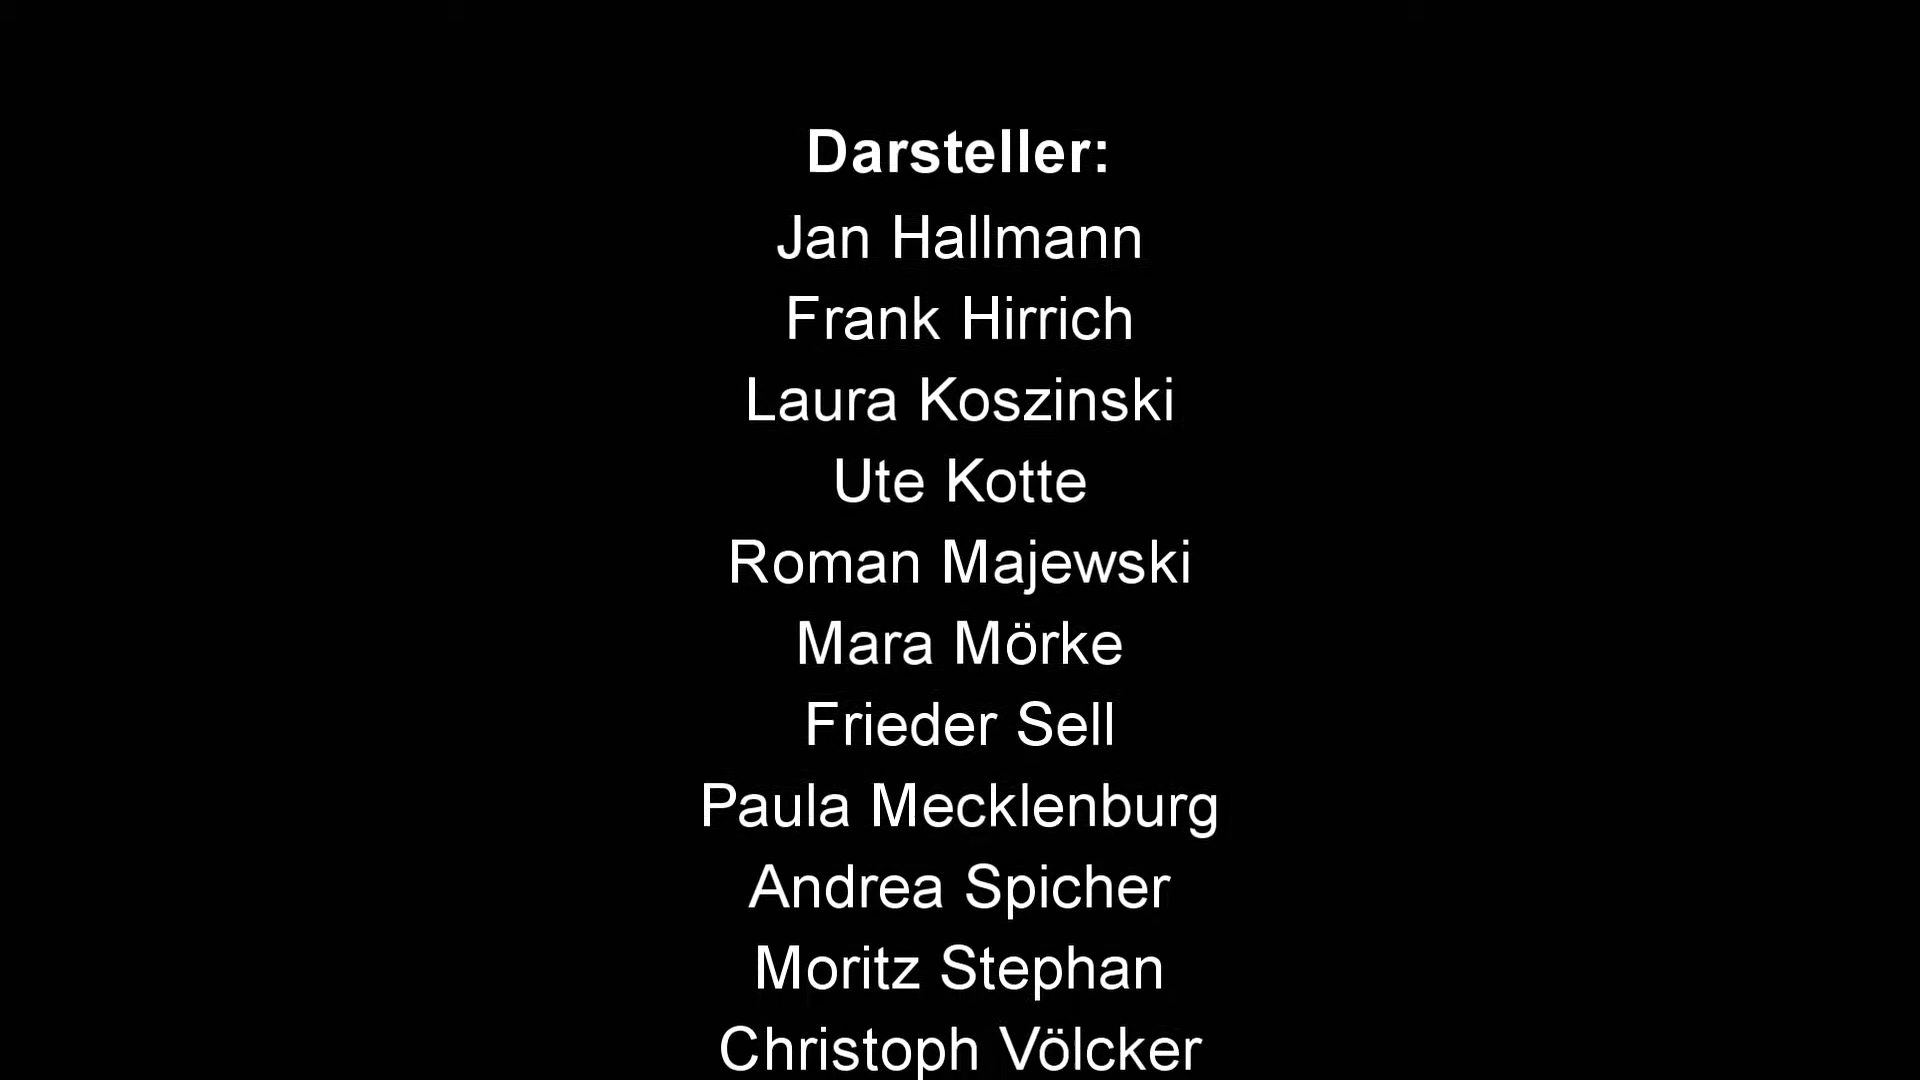 Darsteller:
Jan Hallmann
Frank Hirrich
Laura Koszinski
Ute Kotte
Roman Majewski
Mara Mörke
Frieder Sell
Paula Mecklenburg
Andrea Spicher
Moritz Stephan
Christoph Völcker